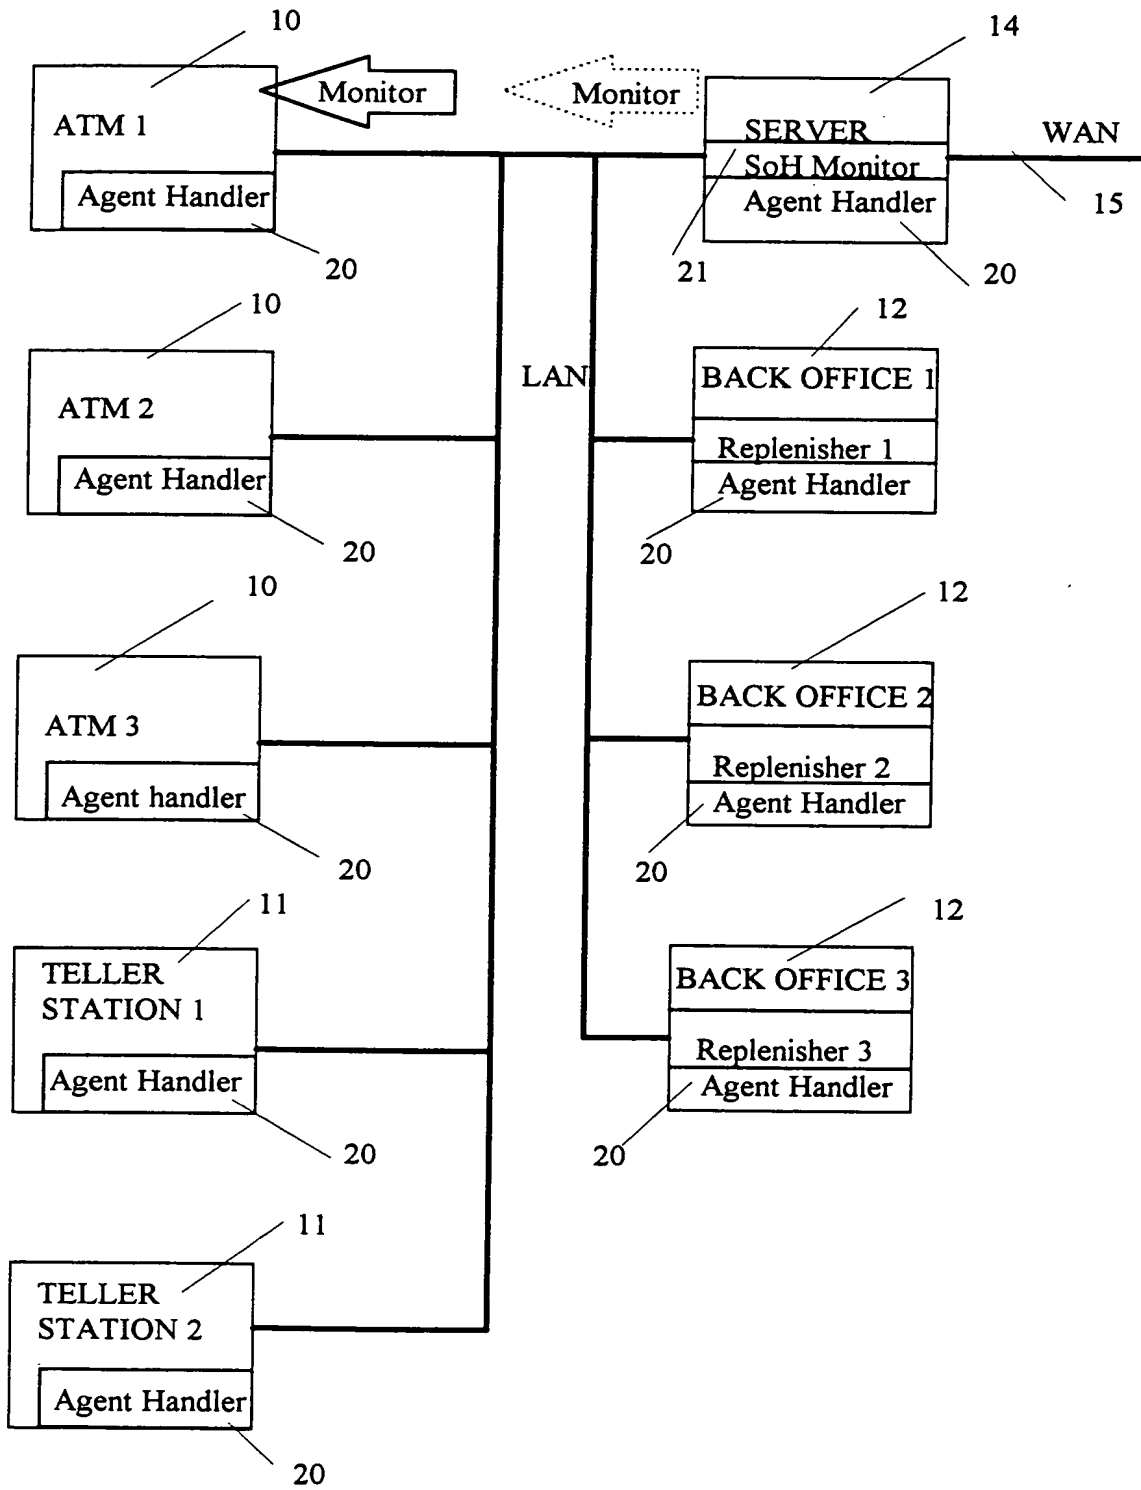 10
14
Monitor
Monitor
ATM 1
SERVER
WAN
SoH Monitor
Agent Handler
Agent Handler
15
20
21
20
10
12
LAN
BACK OFFICE 1
ATM 2
Replenisher 1
Agent Handler
Agent Handler
20
20
10
12
BACK OFFICE 2
ATM 3
Replenisher 2
Agent handler
Agent Handler
20
20
11
12
TELLER
STATION 1
BACK OFFICE 3
Replenisher 3
Agent Handler
Agent Handler
20
20
11
TELLER
STATION 2
Agent Handler
20